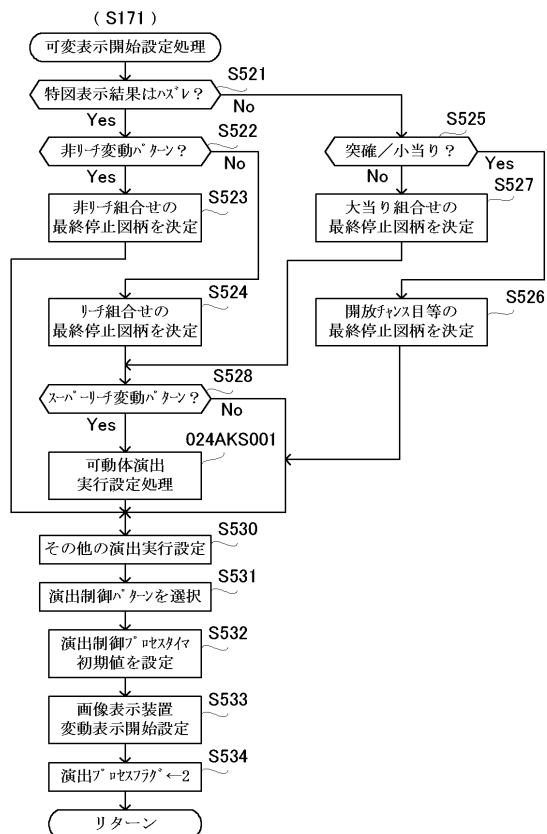 ( S171 )
可変表示開始設定処理
S521
特図表示結果はﾊｽﾞﾚ？
No
Yes
S522
非ﾘｰﾁ変動ﾊﾟﾀｰﾝ？
No
Yes
S523
非ﾘｰﾁ組合せの
最終停止図柄を決定
S525
突確／小当り？
Yes
No
S527
大当り組合せの
最終停止図柄を決定
S524
ﾘｰﾁ組合せの
最終停止図柄を決定
S526
開放ﾁｬﾝｽ目等の
最終停止図柄を決定
S528
ｽｰﾊﾟｰﾘｰﾁ変動ﾊﾟﾀｰﾝ？
No
Yes
024AKS001
可動体演出
実行設定処理
S530
その他の演出実行設定
S531
演出制御ﾊﾟﾀｰﾝを選択
S532
演出制御ﾌﾟﾛｾｽﾀｲﾏ
初期値を設定
S533
画像表示装置
変動表示開始設定
S534
演出ﾌﾟﾛｾｽﾌﾗｸﾞ←2
リターン